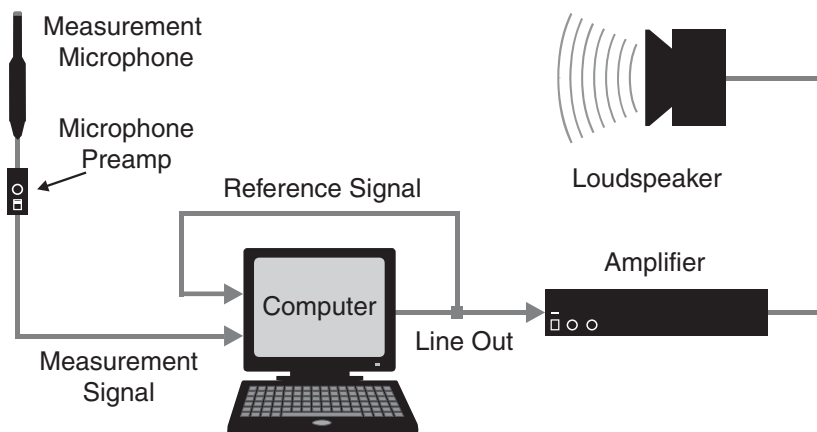 Measurement
Microphone
Microphone
Preamp
Reference Signal
Loudspeaker
Amplifier
Computer
Line Out
Measurement
Signal